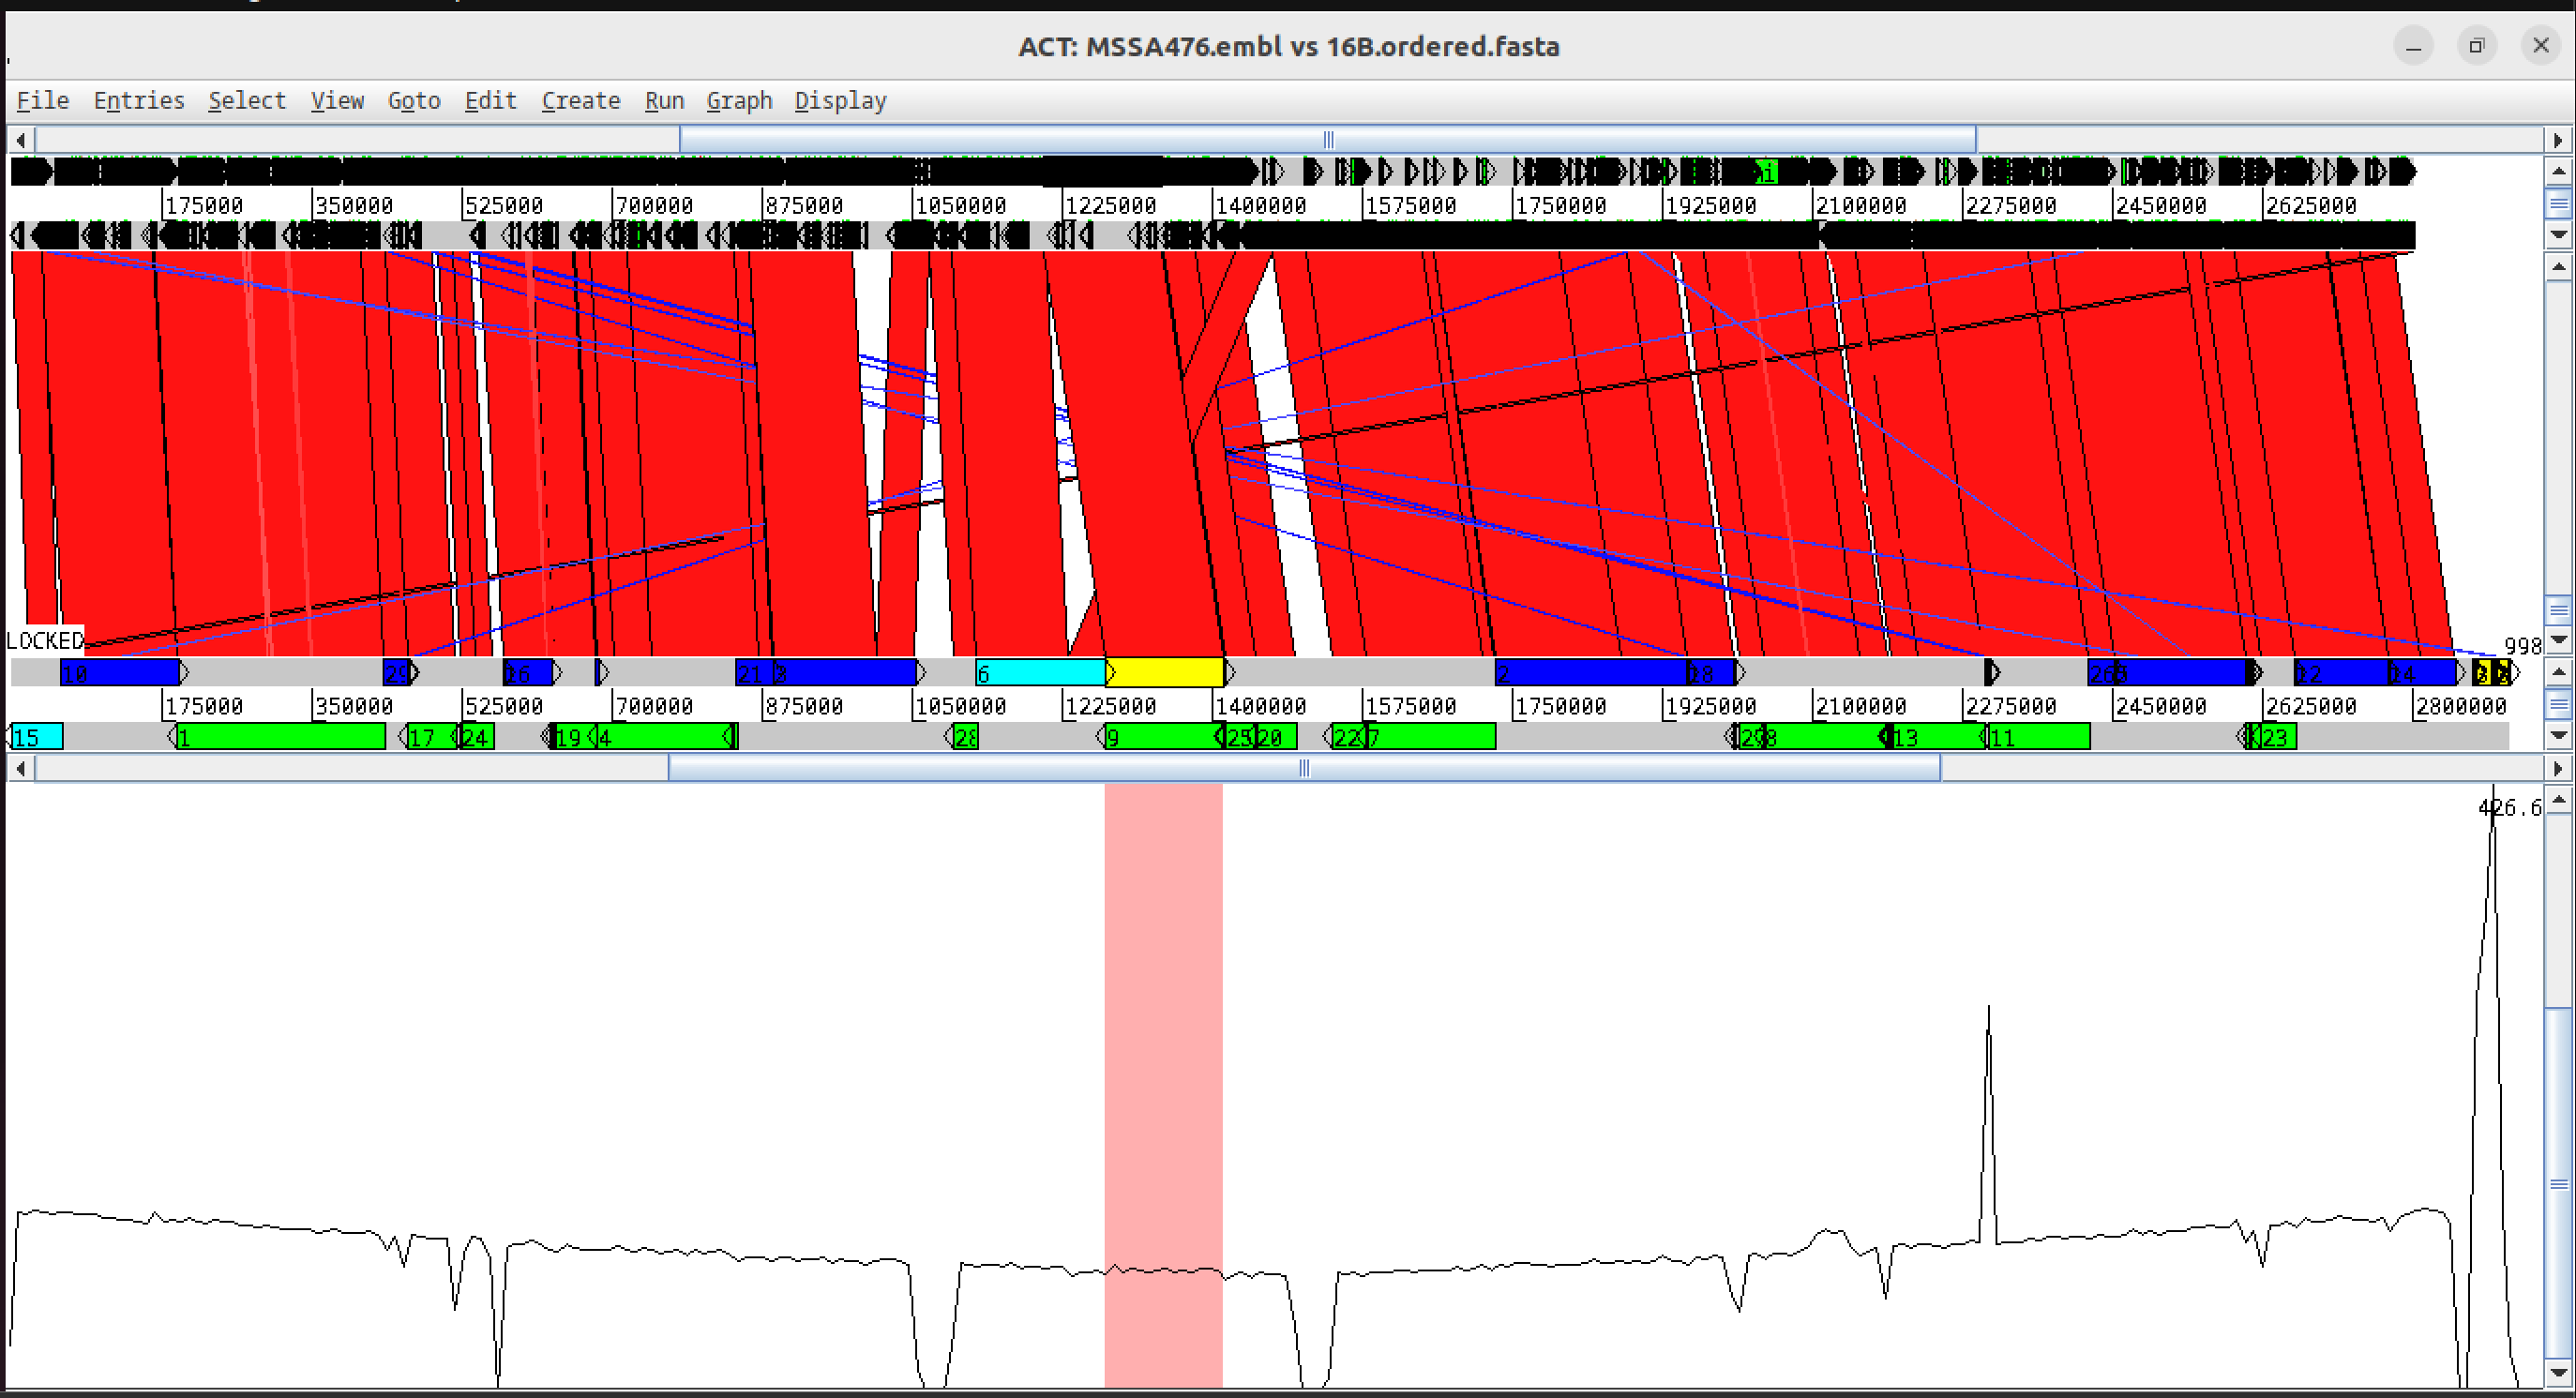 ACT: MSSA476.embl vs 16B.ordered.fasta
File Entries Select View Goto Edit Create Run Graph Display
175000 350000 525000 700000 875000 1050000 1225000 1400000 1575000 1750000 1925000 2100000 2275000 2450000 2625000
LOCKED
998
10 29 16 21 3 6 2 18 26 5 12 14
175000 350000 525000 700000 875000 1050000 1225000 1400000 1575000 1750000 1925000 2100000 2275000 2450000 2625000 2800000
15 1 17 24 19 4 28 9 25 20 22 7 8 13 11 23
426.6